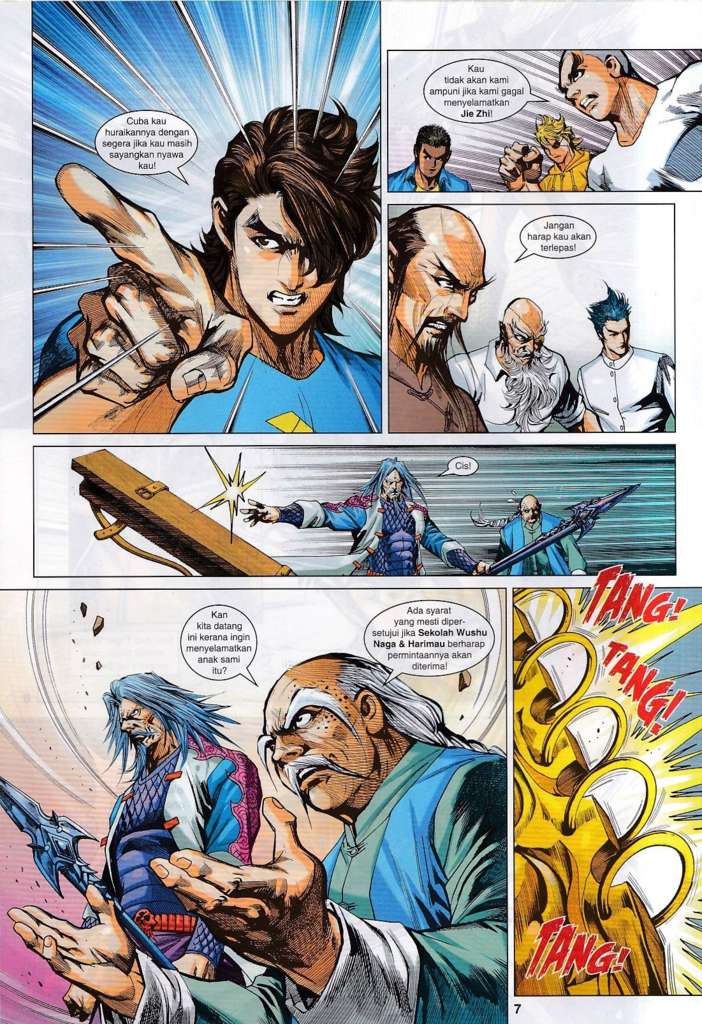 Cuba kau
huraikannya dengan
segera jika kau masih
sayangkan nyawa
kau!
Kau
tidak akan kami
ampuni jika kami gagal
menyelamatkan
Jie Zhi!
Jangan
harap kau akan
terlepas!
Cis!
Kan
kita datang
ini kerana ingin
menyelamatkan
anak sami
itu?
Ada syarat
yang mesti diper-
setujui jika Sekolah Wushu
Naga & Harimau berharap
permintaannya akan
diterima!
TANG!
TANG!
TANG!
7